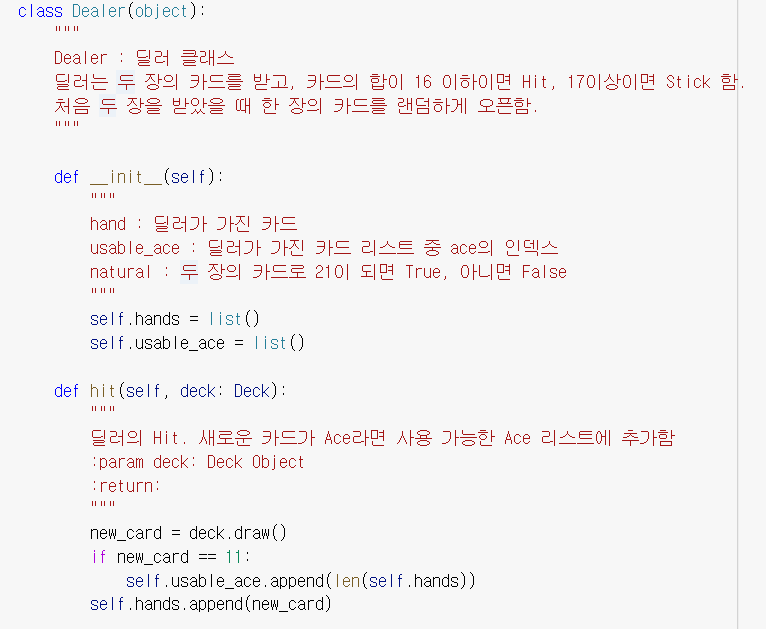 class Dealer(object):
    """
    Dealer : 딜러 클래스
    딜러는 두 장의 카드를 받고, 카드의 합이 16 이하이면 Hit, 17이상이면 Stick 함.
    처음 두 장을 받았을 때 한 장의 카드를 랜덤하게 오픈함.
    """
    def __init__(self):
        """
        hand : 딜러가 가진 카드
        usable_ace : 딜러가 가진 카드 리스트 중 ace의 인덱스
        natural : 두 장의 카드로 21이 되면 True, 아니면 False
        """
        self.hands = list()
        self.usable_ace = list()
    def hit(self, deck: Deck):
        """
        딜러의 Hit. 새로운 카드가 Ace라면 사용 가능한 Ace 리스트에 추가함
        :param deck: Deck Object
        :return:
        """
        new_card = deck.draw()
        if new_card == 11:
            self.usable_ace.append(len(self.hands))
        self.hands.append(new_card)